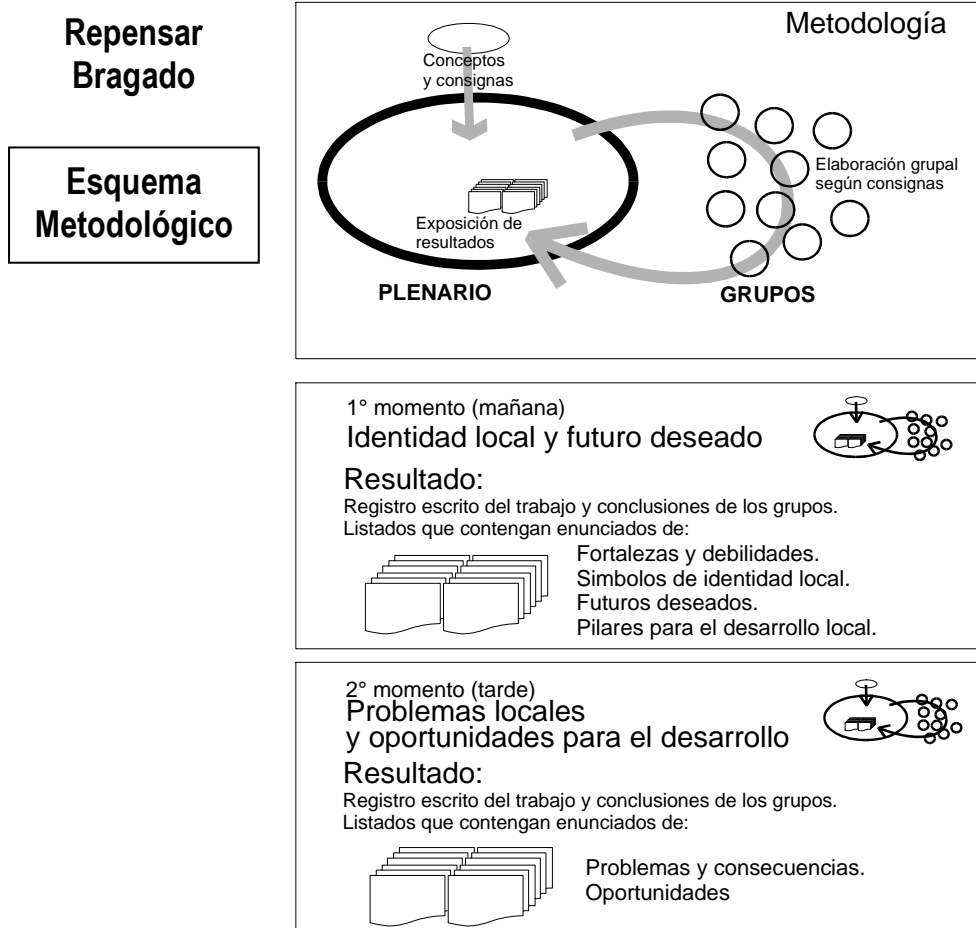 Repensar
Bragado
Esquema
Metodológico
Metodología
Conceptos
y consignas
Elaboración grupal
según consignas
Exposición de
resultados
PLENARIO
GRUPOS
1° momento (mañana)
Identidad local y futuro deseado
Resultado:
Registro escrito del trabajo y conclusiones de los grupos.
Listados que contengan enunciados de:
Fortalezas y debilidades.
Simbolos de identidad local.
Futuros deseados.
Pilares para el desarrollo local.
2° momento (tarde)
Problemas locales
y oportunidades para el desarrollo
Resultado:
Registro escrito del trabajo y conclusiones de los grupos.
Listados que contengan enunciados de:
Problemas y consecuencias.
Oportunidades